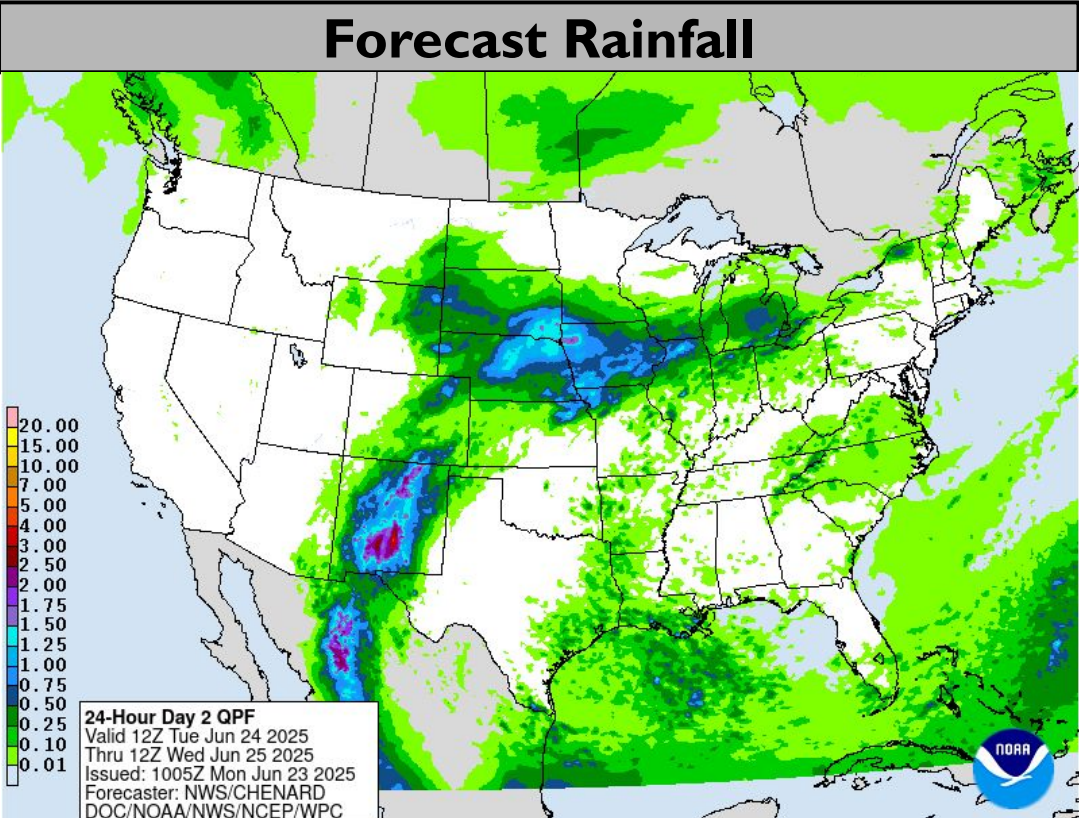 Forecast Rainfall
20.00
15.00
10.00
7.00
5.00
4.00
3.00
2.50
2.00
1.75
1.50
1.25
1.00
0.75
0.50
0.25
0.10
0.01
24-Hour Day 2 QPF
Valid 12Z Tue Jun 24 2025
Thru 12Z Wed Jun 25 2025
Issued: 1005Z Mon Jun 23 2025
Forecaster: NWS/CHENARD
DOC/NOAA/NWS/NCEP/WPC
NOAA